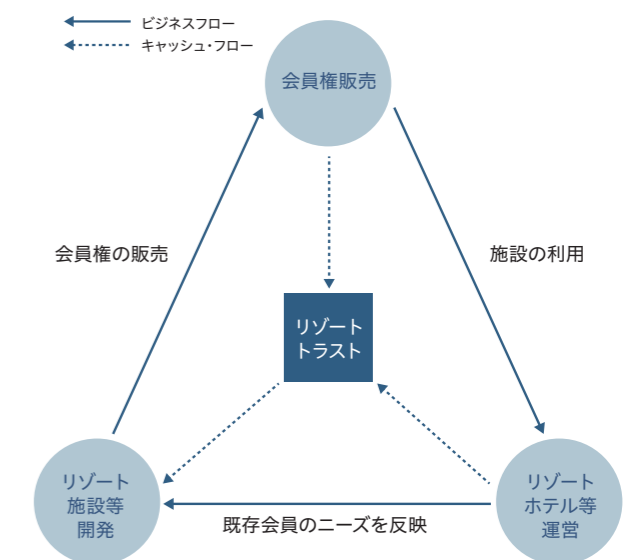 ビジネスフロー
キャッシュ・フロー
会員権販売
会員権の販売
施設の利用
リゾート
トラスト
リゾート
施設等
開発
既存会員のニーズを反映
リゾート
ホテル等
運営